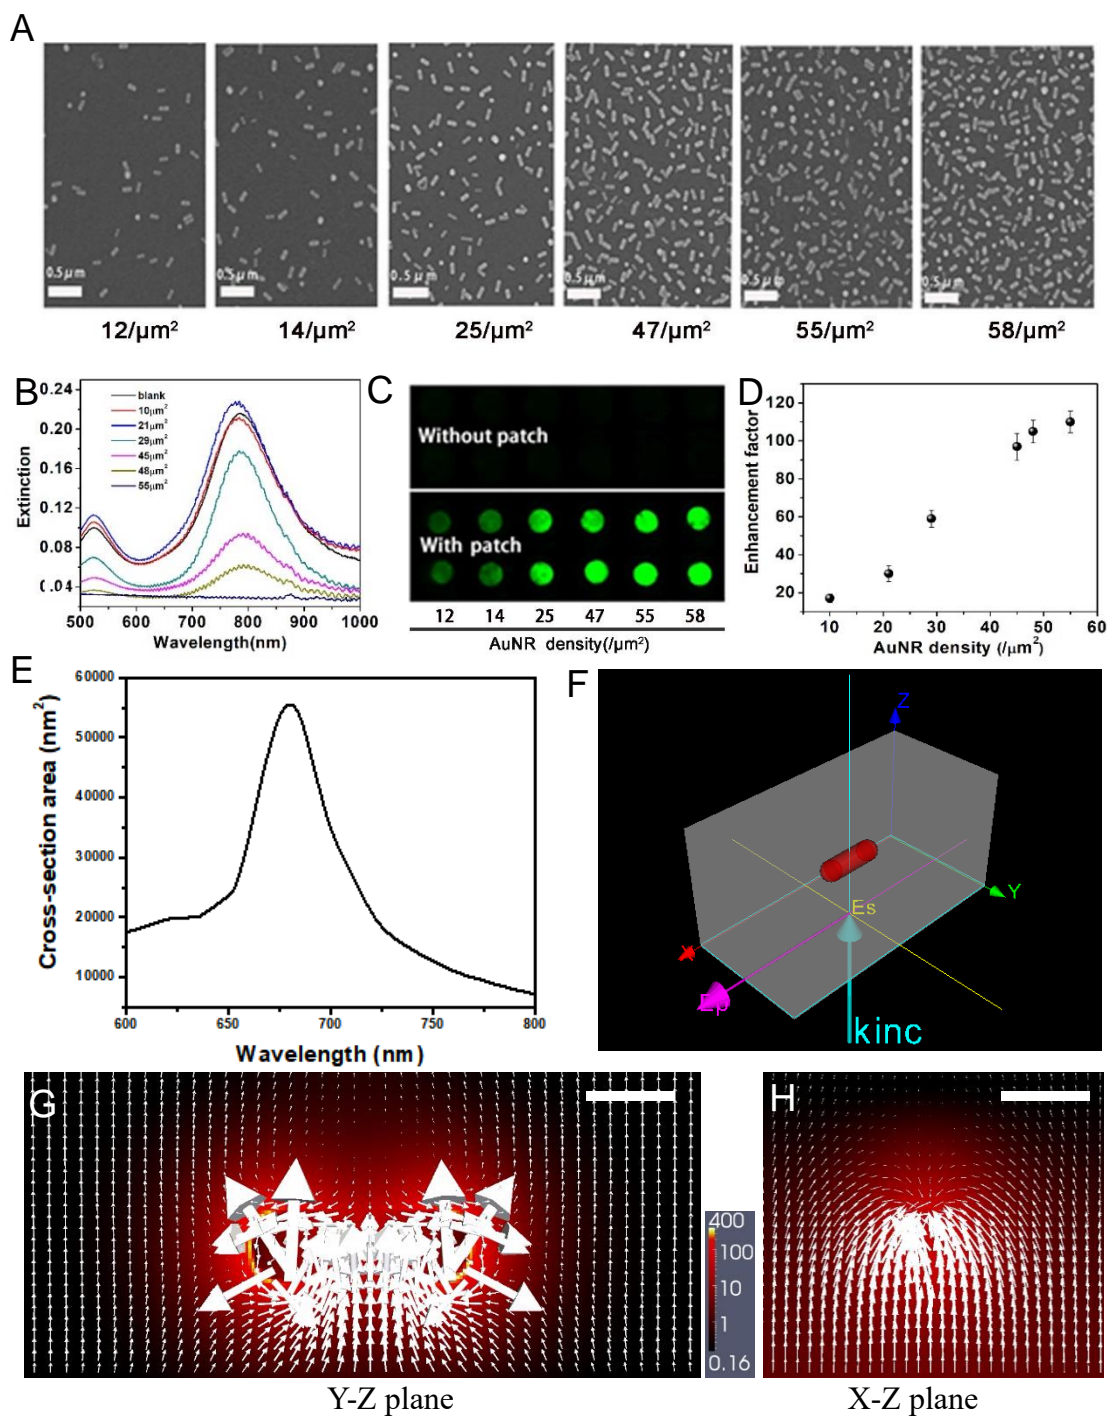 A
0.5μm
0.5μm
0.5μm
0.5μm
0.5μm
0.5μm
12/μm²
14/μm²
25/μm²
47/μm²
55/μm²
58/μm²
B
0.24
0.20
0.16
0.12
0.08
0.04
Extinction
blank
10μm²
21μm²
29μm²
45μm²
48μm²
55μm²
500 600 700 800 900 1000
Wavelength(nm)
C
Without patch
With patch
12 14 25 47 55 58
AuNR density(/μm²)
D
120
100
80
60
40
20
Enhancement factor
10 20 30 40 50 60
AuNR density (/μm²)
E
60000
50000
40000
30000
20000
10000
Cross-section area (nm²)
600 650 700 750 800
Wavelength (nm)
F
Z
Y
X
Es
Ep
kinc
G
400
100
10
1
0.16
H
Y-Z plane
X-Z plane